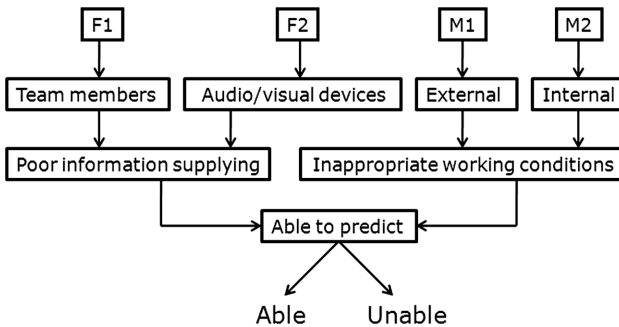 F1
F2
M1
M2
Team members
Audio/visual devices
External
Internal
Poor information supplying
Inappropriate working conditions
Able to predict
Able
Unable